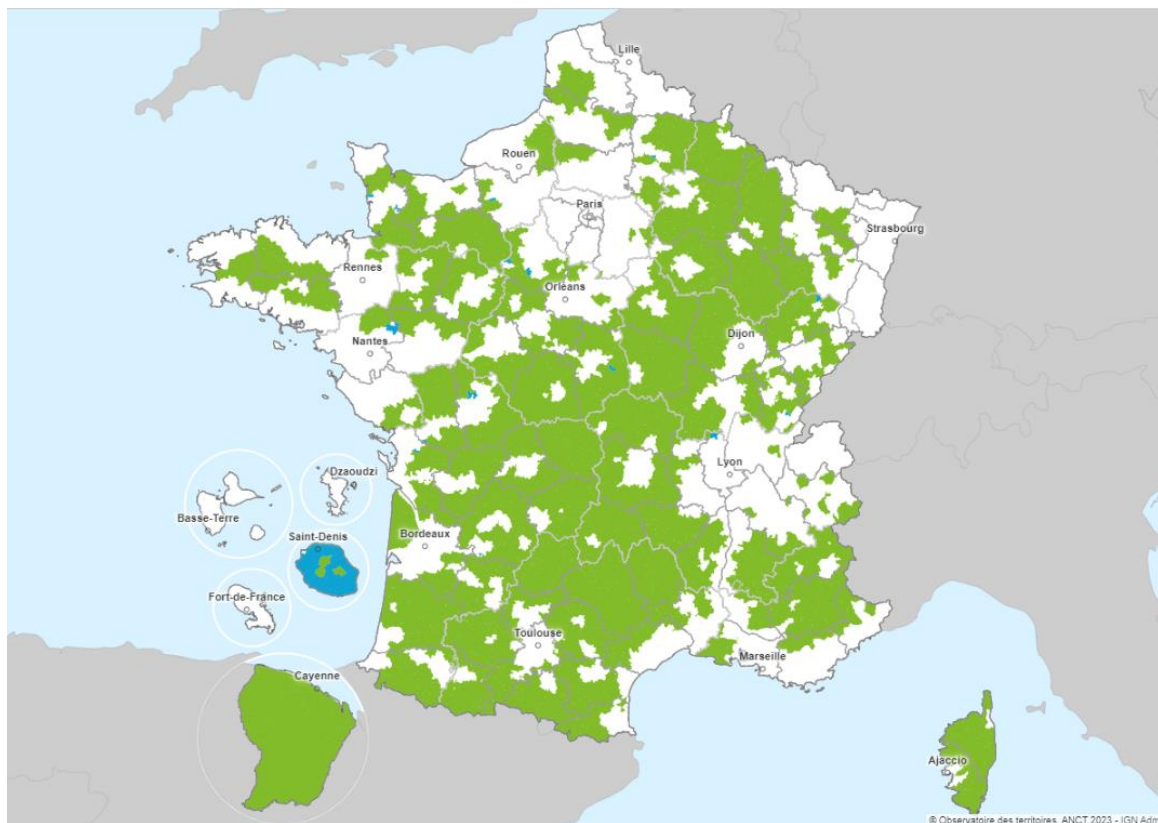 Lille
Rouen
Paris
Strasbourg
Rennes
Orléans
Dijon
Nantes
Lyon
Dzaoudzi
Basse-Terre
Bordeaux
Saint-Denis
Fort-de-France
Toulouse
Marseille
Cayenne
Ajaccio
© Observatoire des territoires, ANCT 2023 - IGN Adm